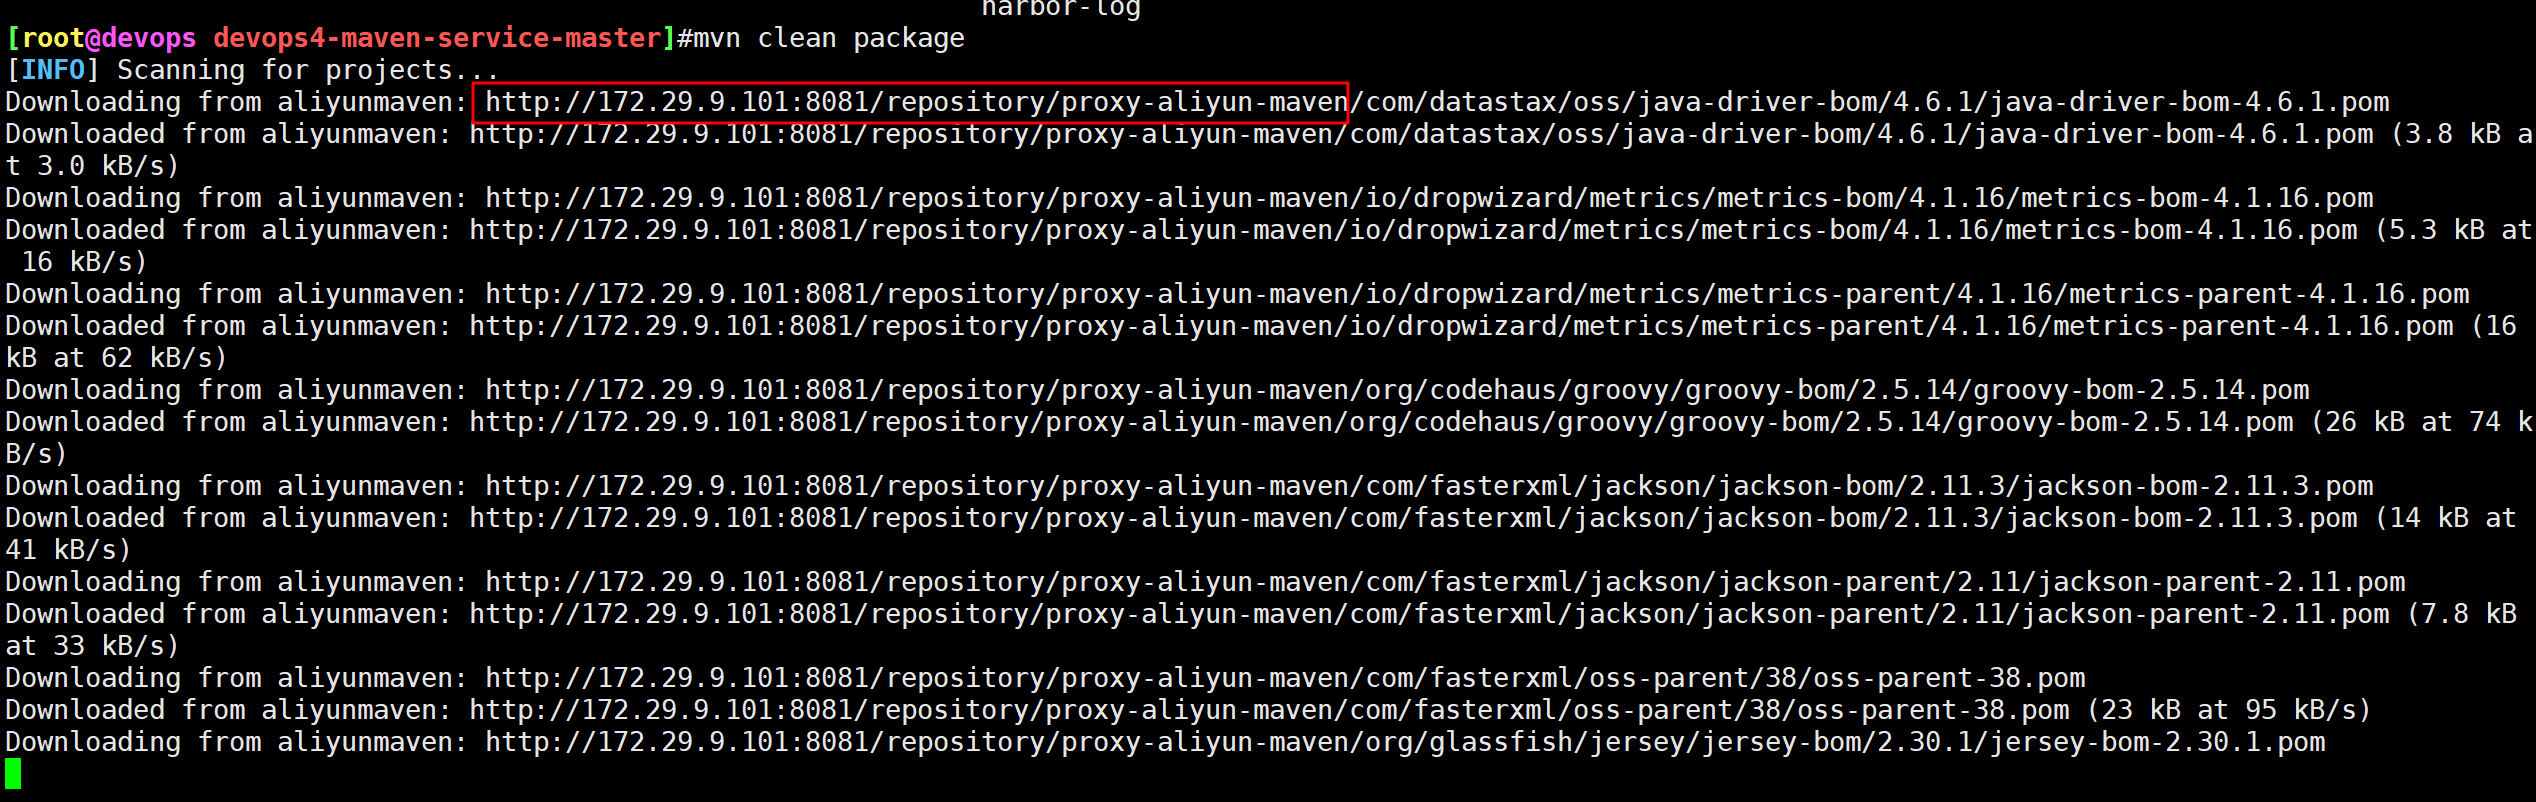 harbor-log
[root@devops devops4-maven-service-master]#mvn clean package
[INFO] Scanning for projects...
Downloading from aliyunmaven: http://172.29.9.101:8081/repository/proxy-aliyun-maven/com/datastax/oss/java-driver-bom/4.6.1/java-driver-bom-4.6.1.pom
Downloaded from aliyunmaven: http://172.29.9.101:8081/repository/proxy-aliyun-maven/com/datastax/oss/java-driver-bom/4.6.1/java-driver-bom-4.6.1.pom (3.8 kB a
t 3.0 kB/s)
Downloading from aliyunmaven: http://172.29.9.101:8081/repository/proxy-aliyun-maven/io/dropwizard/metrics/metrics-bom/4.1.16/metrics-bom-4.1.16.pom
Downloaded from aliyunmaven: http://172.29.9.101:8081/repository/proxy-aliyun-maven/io/dropwizard/metrics/metrics-bom/4.1.16/metrics-bom-4.1.16.pom (5.3 kB at
 16 kB/s)
Downloading from aliyunmaven: http://172.29.9.101:8081/repository/proxy-aliyun-maven/io/dropwizard/metrics/metrics-parent/4.1.16/metrics-parent-4.1.16.pom
Downloaded from aliyunmaven: http://172.29.9.101:8081/repository/proxy-aliyun-maven/io/dropwizard/metrics/metrics-parent/4.1.16/metrics-parent-4.1.16.pom (16
kB at 62 kB/s)
Downloading from aliyunmaven: http://172.29.9.101:8081/repository/proxy-aliyun-maven/org/codehaus/groovy/groovy-bom/2.5.14/groovy-bom-2.5.14.pom
Downloaded from aliyunmaven: http://172.29.9.101:8081/repository/proxy-aliyun-maven/org/codehaus/groovy/groovy-bom/2.5.14/groovy-bom-2.5.14.pom (26 kB at 74 k
B/s)
Downloading from aliyunmaven: http://172.29.9.101:8081/repository/proxy-aliyun-maven/com/fasterxml/jackson/jackson-bom/2.11.3/jackson-bom-2.11.3.pom
Downloaded from aliyunmaven: http://172.29.9.101:8081/repository/proxy-aliyun-maven/com/fasterxml/jackson/jackson-bom/2.11.3/jackson-bom-2.11.3.pom (14 kB at
41 kB/s)
Downloading from aliyunmaven: http://172.29.9.101:8081/repository/proxy-aliyun-maven/com/fasterxml/jackson/jackson-parent/2.11/jackson-parent-2.11.pom
Downloaded from aliyunmaven: http://172.29.9.101:8081/repository/proxy-aliyun-maven/com/fasterxml/jackson/jackson-parent/2.11/jackson-parent-2.11.pom (7.8 kB
at 33 kB/s)
Downloading from aliyunmaven: http://172.29.9.101:8081/repository/proxy-aliyun-maven/com/fasterxml/oss-parent/38/oss-parent-38.pom
Downloaded from aliyunmaven: http://172.29.9.101:8081/repository/proxy-aliyun-maven/com/fasterxml/oss-parent/38/oss-parent-38.pom (23 kB at 95 kB/s)
Downloading from aliyunmaven: http://172.29.9.101:8081/repository/proxy-aliyun-maven/org/glassfish/jersey/jersey-bom/2.30.1/jersey-bom-2.30.1.pom